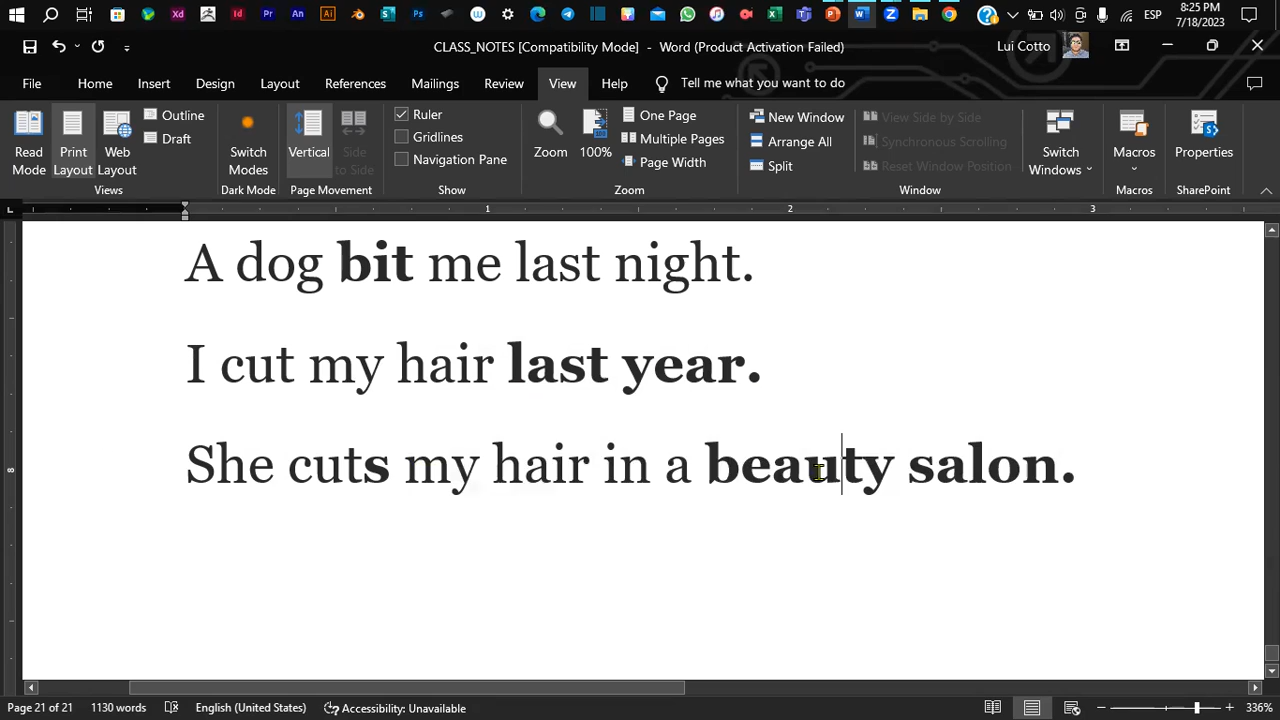 8:25 PM
ESP
7/18/2023
CLASS_NOTES [Compatibility Mode] - Word (Product Activation Failed)
Lui Cotto
File Home Insert Design Layout References Mailings Review View Help Tell me what you want to do
Read Mode
Print Layout
Web Layout
Outline
Draft
Views
Switch Modes
Dark Mode
Vertical
Side to Side
Page Movement
Ruler
Gridlines
Navigation Pane
Show
Zoom
100%
One Page
Multiple Pages
Page Width
Zoom
New Window
Arrange All
Split
View Side by Side
Synchronous Scrolling
Reset Window Position
Switch Windows
Window
Macros
Macros
Properties
SharePoint
1 2 3
A dog bit me last night.
I cut my hair last year.
She cuts my hair in a beauty salon.
8
Page 21 of 21 1130 words English (United States) Accessibility: Unavailable 336%